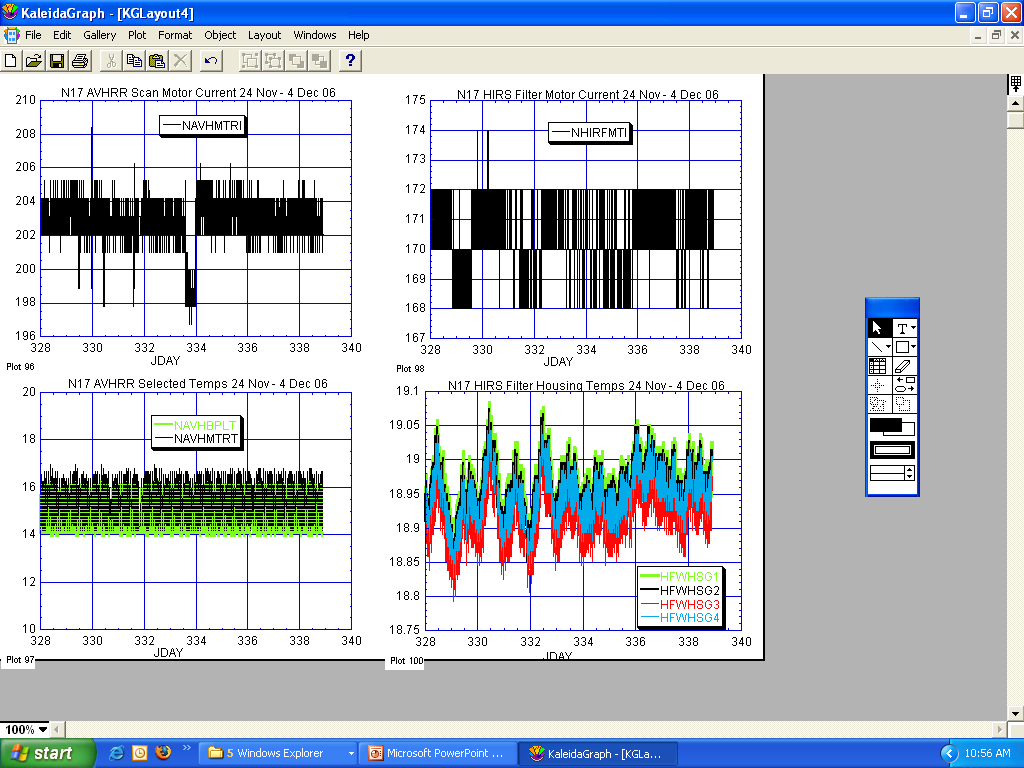 KaleidaGraph - [KGLayout4]
File Edit Gallery Plot Format Object Layout Windows Help
N17 AVHRR Scan Motor Current 24 Nov - 4 Dec 06
210
208
206
204
202
200
198
196
NAVHMTRI
328 330 332 334 336 338 340
JDAY
Plot 96
N17 HIRS Filter Motor Current 24 Nov - 4 Dec 06
175
174
173
172
171
170
169
168
167
NHIRFMTI
328 330 332 334 336 338 340
JDAY
Plot 98
N17 AVHRR Selected Temps 24 Nov - 4 Dec 06
20
18
16
14
12
10
NAVHBPLT
NAVHMTRT
328 330 332 334 336 338 340
JDAY
Plot 97
N17 HIRS Filter Housing Temps 24 Nov - 4 Dec 06
19.1
19.05
19
18.95
18.9
18.85
18.8
18.75
HFWHSG1
HFWHSG2
HFWHSG3
HFWHSG4
328 330 332 334 336 338 340
JDAY
Plot 100
T
100%
start
5 Windows Explorer
Microsoft PowerPoint ...
KaleidaGraph - [KGLa...
10:56 AM